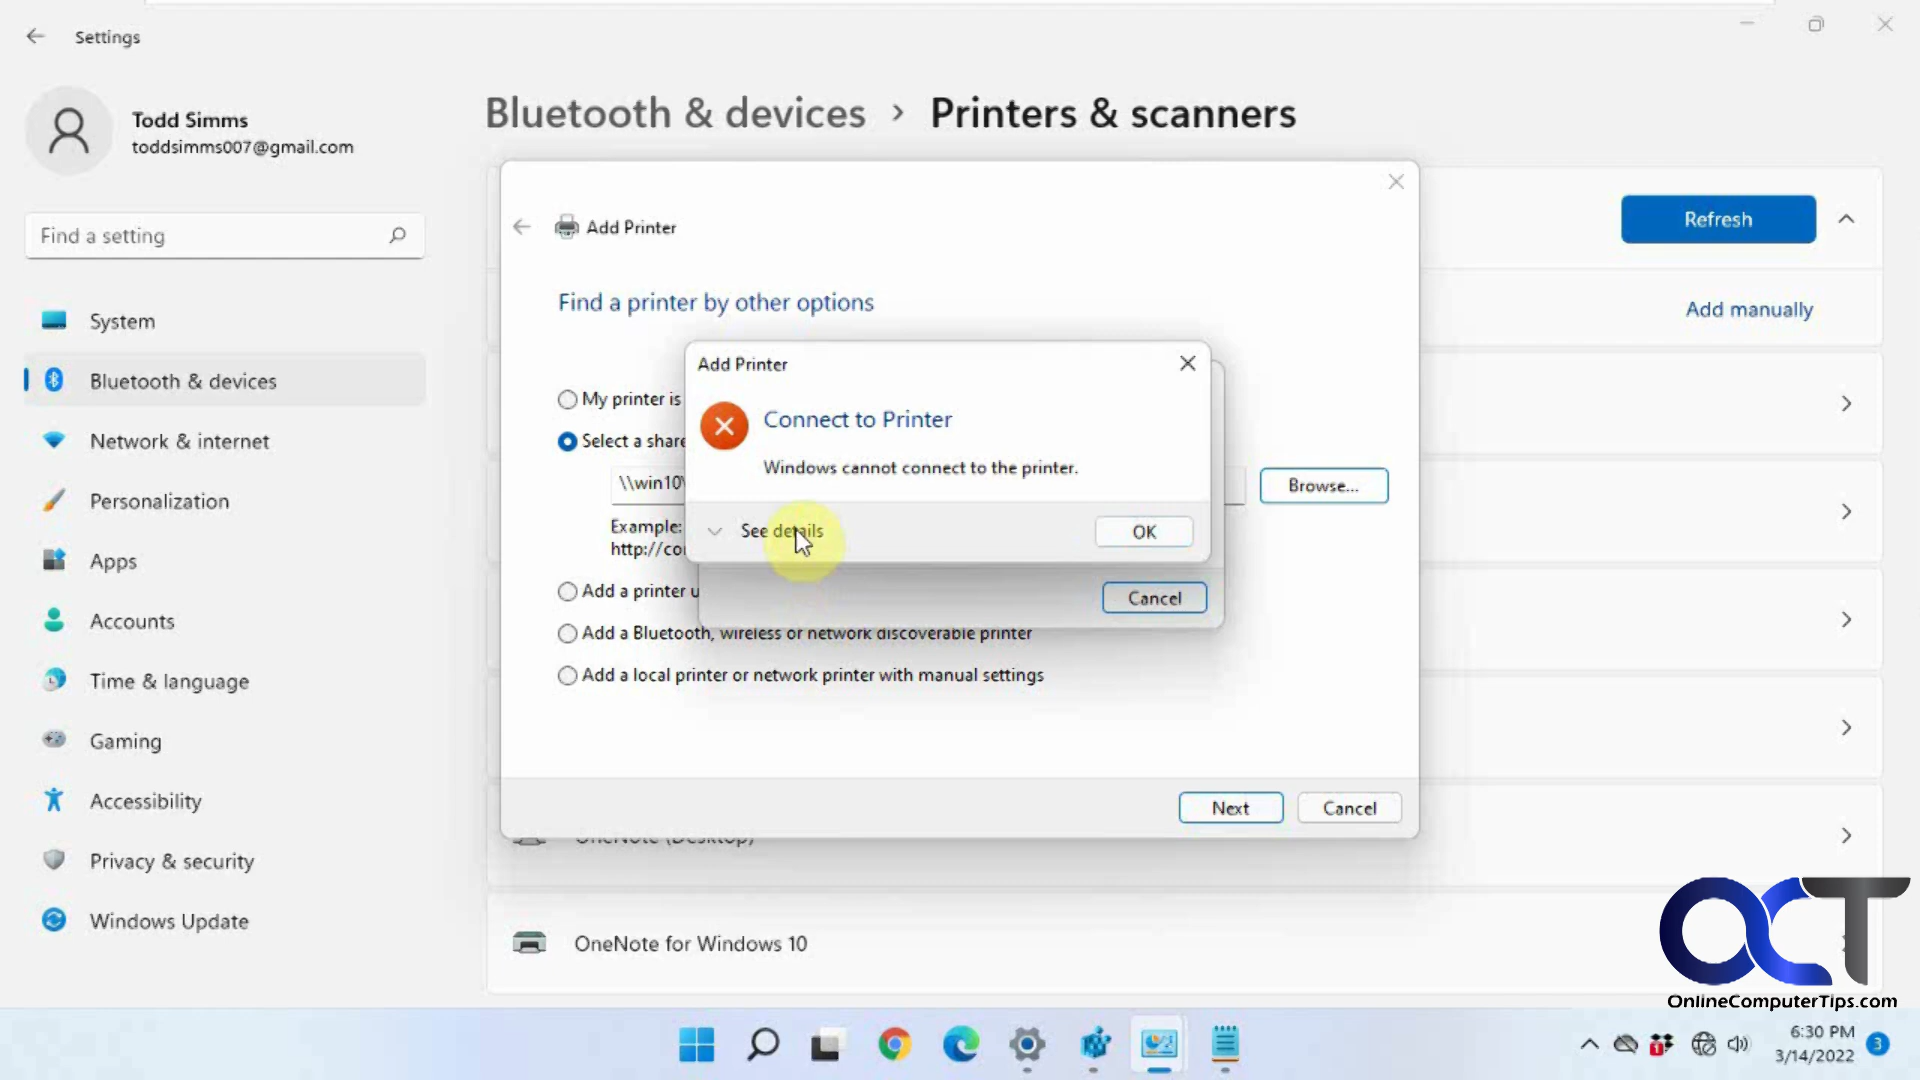 Settings
Todd Simms
toddsimms007@gmail.com
Find a setting
System
Bluetooth & devices
Network & internet
Personalization
Apps
Accounts
Time & language
Gaming
Accessibility
Privacy & security
Windows Update
Bluetooth & devices › Printers & scanners
Refresh
Add manually
Add Printer
Find a printer by other options
My printer is
Select a share
\\win10\
Browse...
Example:
http://co
Add a printer u
Add a Bluetooth, wireless or network discoverable printer
Add a local printer or network printer with manual settings
Next
Cancel
Add Printer
Connect to Printer
Windows cannot connect to the printer.
See details
OK
Cancel
OneNote (Desktop)
OneNote for Windows 10
OCT
OnlineComputerTips.com
1
6:30 PM
3/14/2022
3